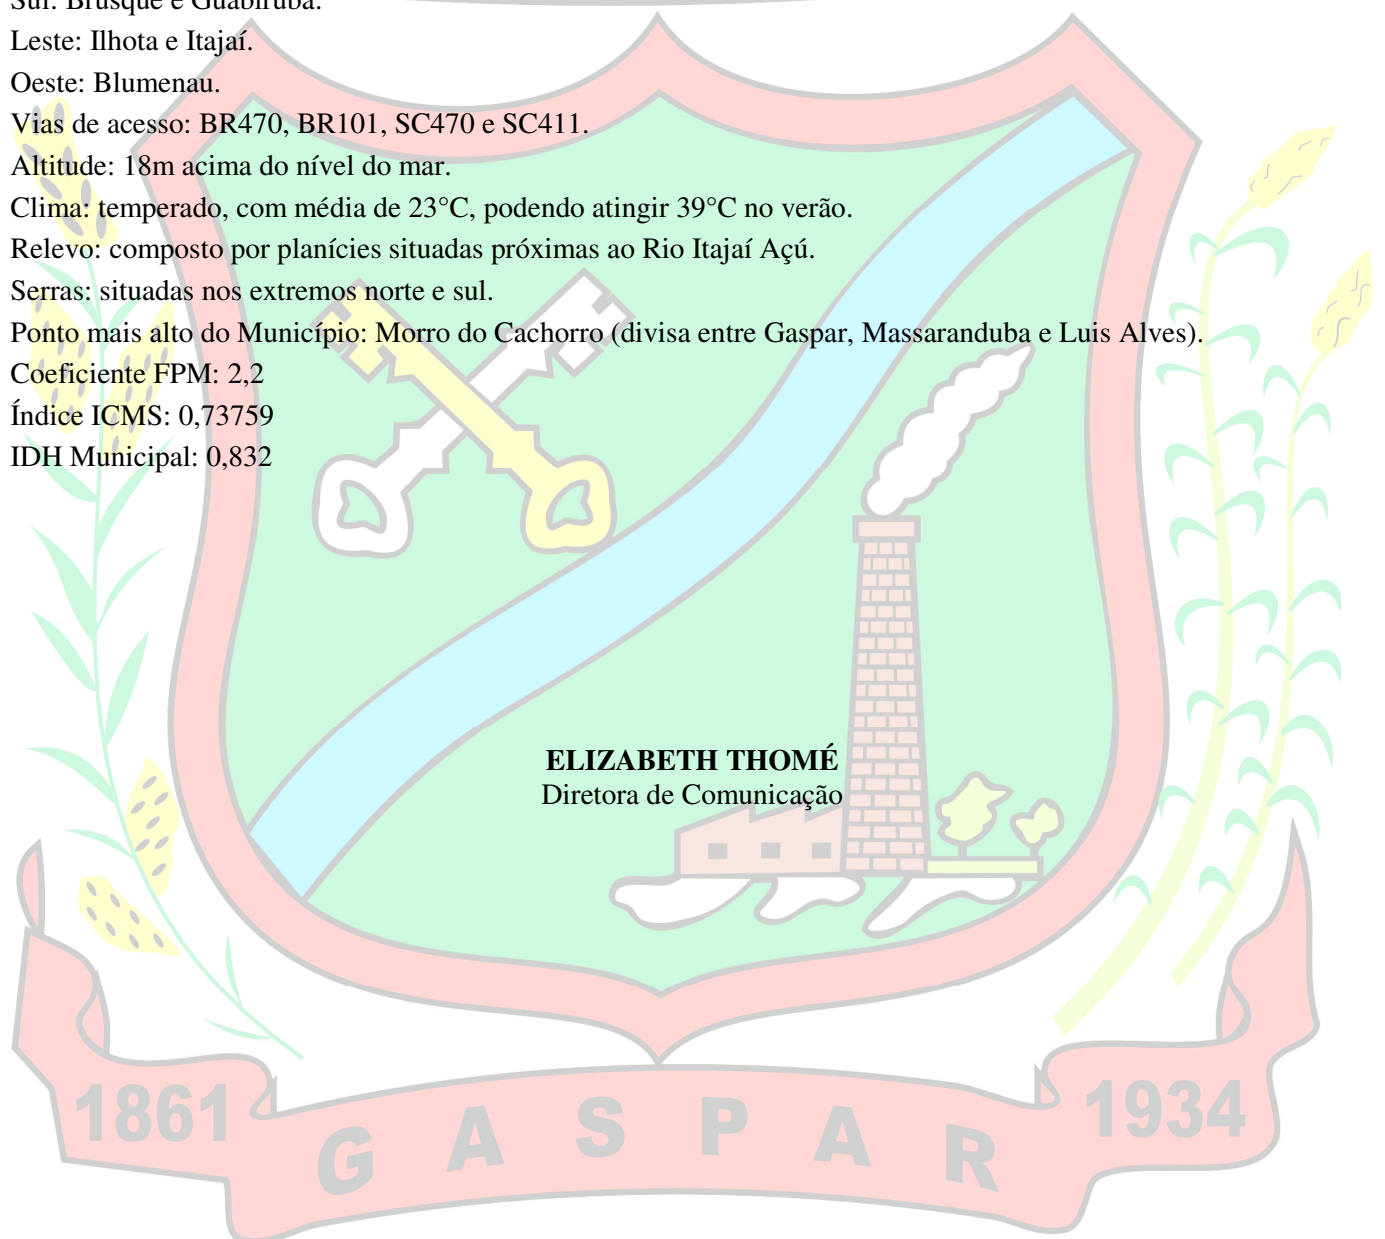 Sul: Brusque e Guabiruba.
Leste: Ilhota e Itajaí.
Oeste: Blumenau.
Vias de acesso: BR470, BR101, SC470 e SC411.
Altitude: 18m acima do nível do mar.
Clima: temperado, com média de 23°C, podendo atingir 39°C no verão.
Relevo: composto por planícies situadas próximas ao Rio Itajaí Açú.
Serras: situadas nos extremos norte e sul.
Ponto mais alto do Município: Morro do Cachorro (divisa entre Gaspar, Massaranduba e Luis Alves).
Coeficiente FPM: 2,2
Índice ICMS: 0,73759
IDH Municipal: 0,832
ELIZABETH THOMÉ
Diretora de Comunicação
1861 GASPAR 1934